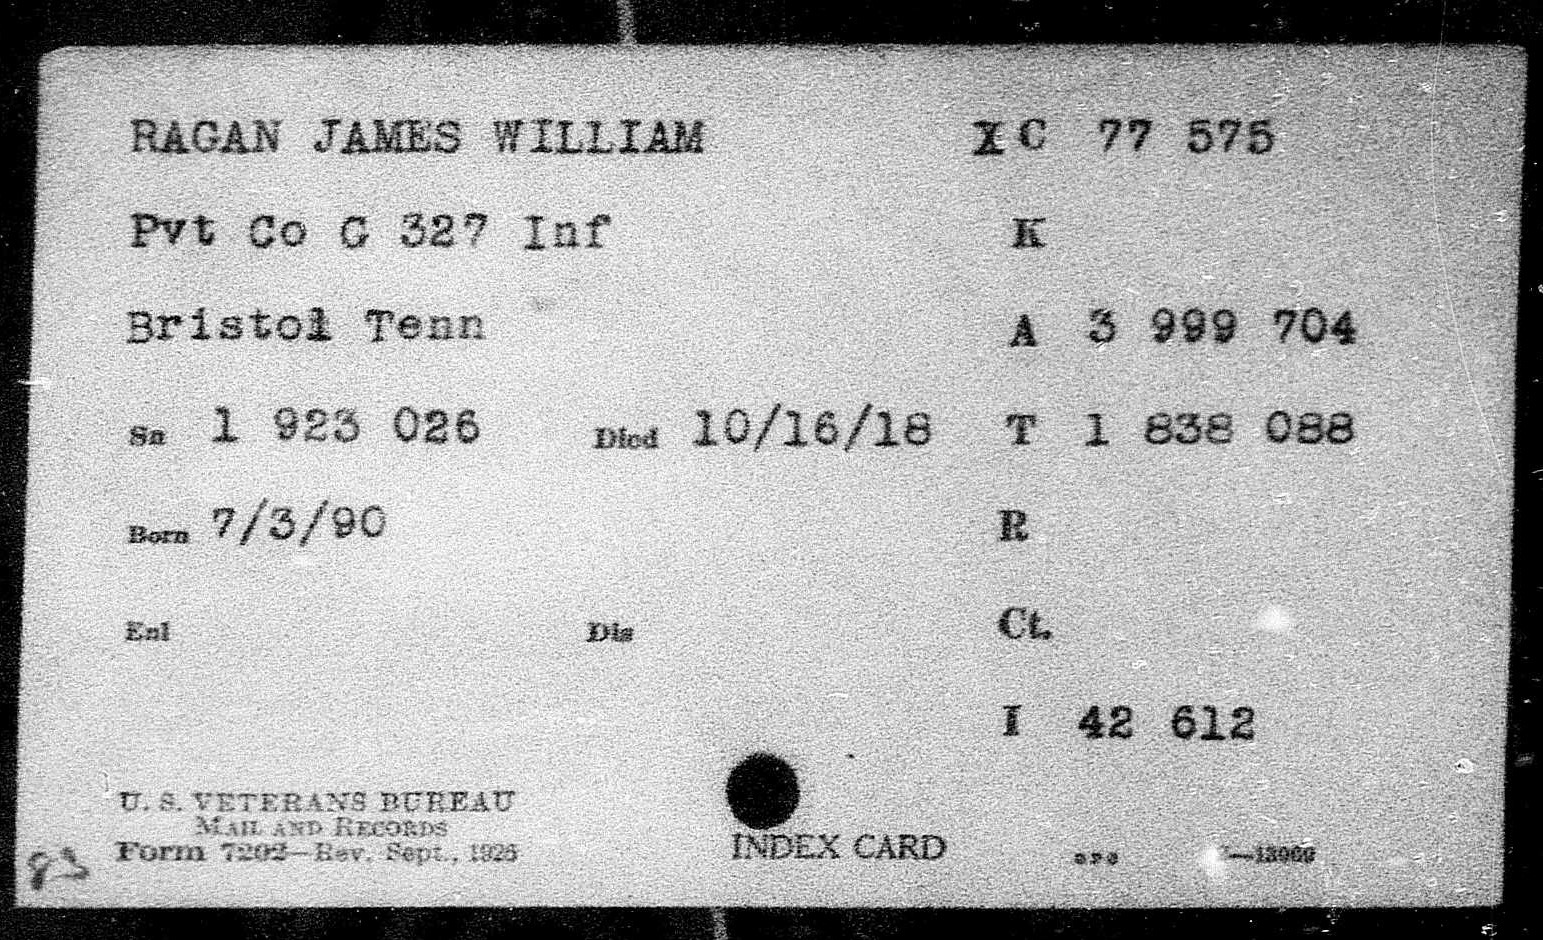 RAGAN JAMES WILLIAM XC 77 575
Pvt Co G 327 Inf K
Bristol Tenn A 3 999 704
Sn 1 923 026 Died 10/16/18 T 1 838 088
Born 7/3/90 R
Enl Dis Ct.
I 42 612
U. S. VETERANS BUREAU
MAIL AND RECORDS
Form 7202—Rev. Sept., 1926
INDEX CARD